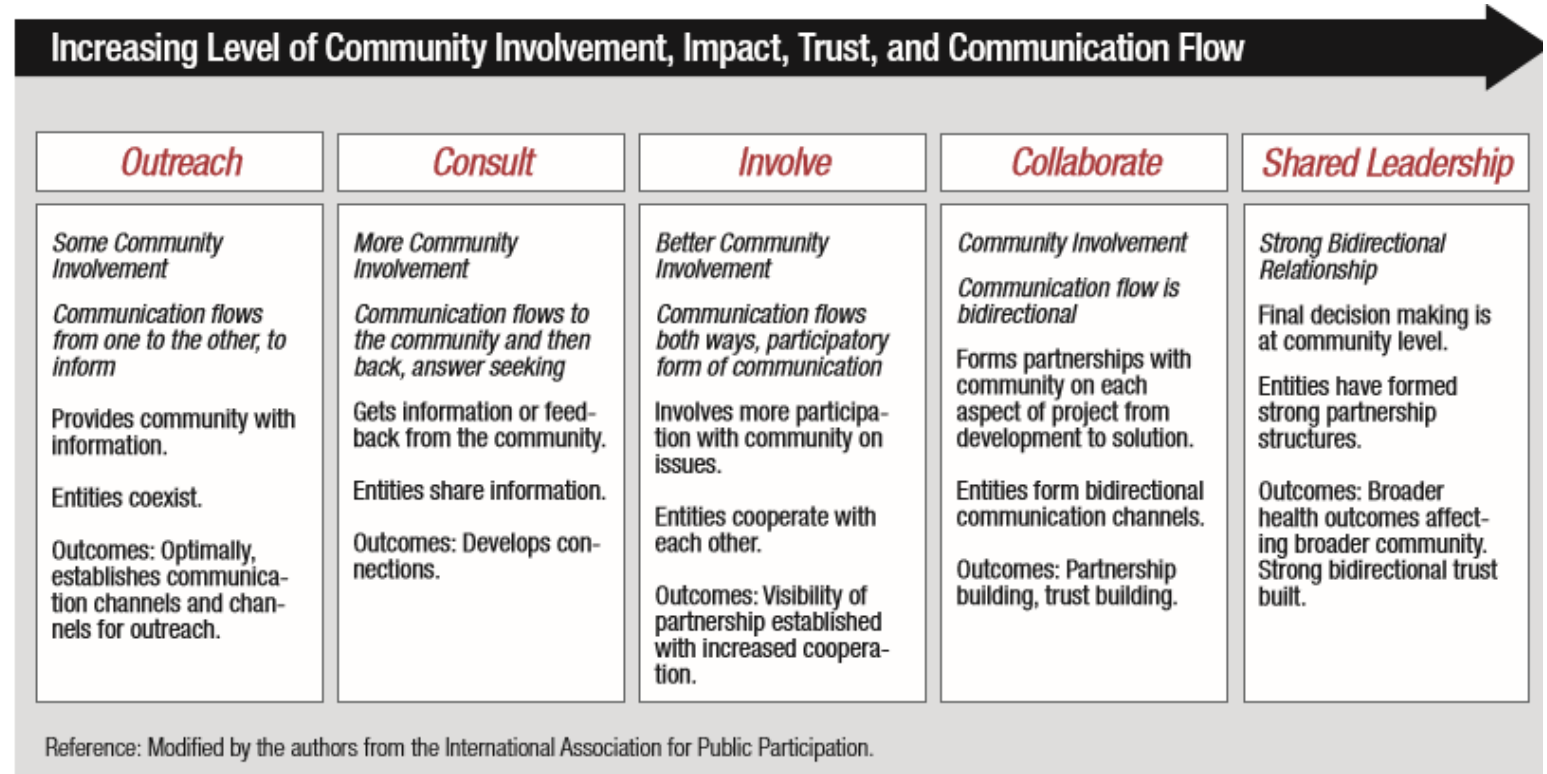 Increasing Level of Community Involvement, Impact, Trust, and Communication Flow
Outreach
Some Community
Involvement
Communication flows
from one to the other, to
inform
Provides community with
information.
Entities coexist.
Outcomes: Optimally,
establishes communica-
tion channels and chan-
nels for outreach.
Consult
More Community
Involvement
Communication flows to
the community and then
back, answer seeking
Gets information or feed-
back from the community.
Entities share information.
Outcomes: Develops con-
nections.
Involve
Better Community
Involvement
Communication flows
both ways, participatory
form of communication
Involves more participa-
tion with community on
issues.
Entities cooperate with
each other.
Outcomes: Visibility of
partnership established
with increased coopera-
tion.
Collaborate
Community Involvement
Communication flow is
bidirectional
Forms partnerships with
community on each
aspect of project from
development to solution.
Entities form bidirectional
communication channels.
Outcomes: Partnership
building, trust building.
Shared Leadership
Strong Bidirectional
Relationship
Final decision making is
at community level.
Entities have formed
strong partnership
structures.
Outcomes: Broader
health outcomes affect-
ing broader community.
Strong bidirectional trust
built.
Reference: Modified by the authors from the International Association for Public Participation.